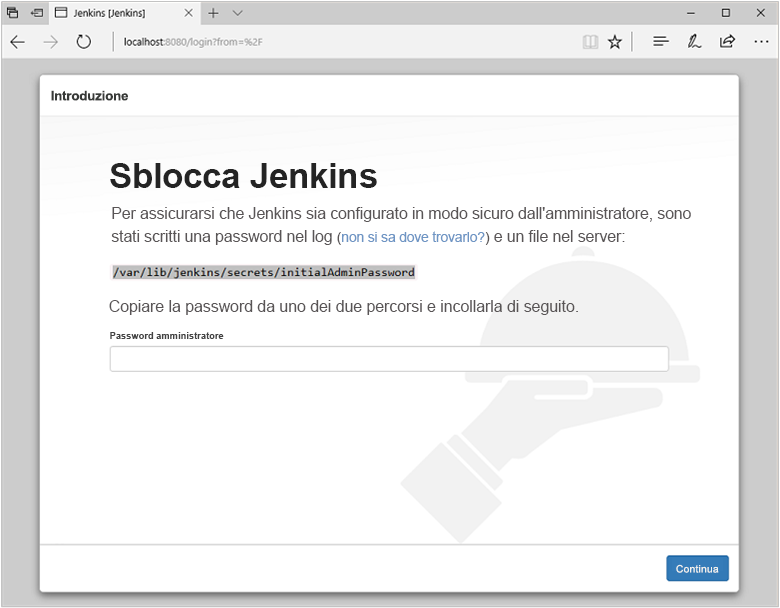 Jenkins [Jenkins]
localhost:8080/login?from=%2F
Introduzione
Sblocca Jenkins
Per assicurarsi che Jenkins sia configurato in modo sicuro dall'amministratore, sono
stati scritti una password nel log (non si sa dove trovarlo?) e un file nel server:
/var/lib/jenkins/secrets/initialAdminPassword
Copiare la password da uno dei due percorsi e incollarla di seguito.
Password amministratore
Continua